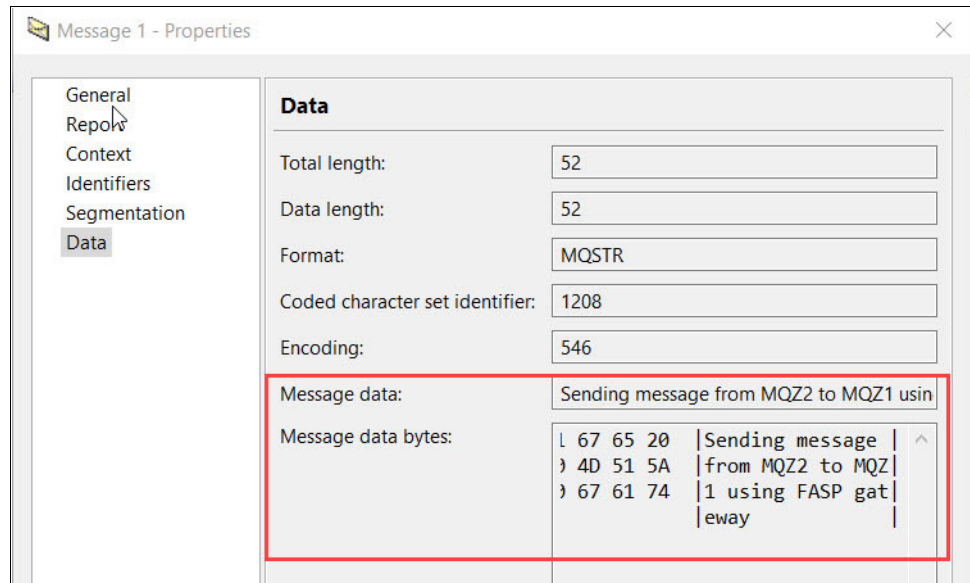 Message 1 - Properties
General
Report
Context
Identifiers
Segmentation
Data
Data
Total length: 52
Data length: 52
Format: MQSTR
Coded character set identifier: 1208
Encoding: 546
Message data: Sending message from MQZ2 to MQZ1 usin
Message data bytes:
67 65 20 |Sending message |
4D 51 5A |from MQZ2 to MQZ|
67 61 74 |1 using FASP gat|
|eway |